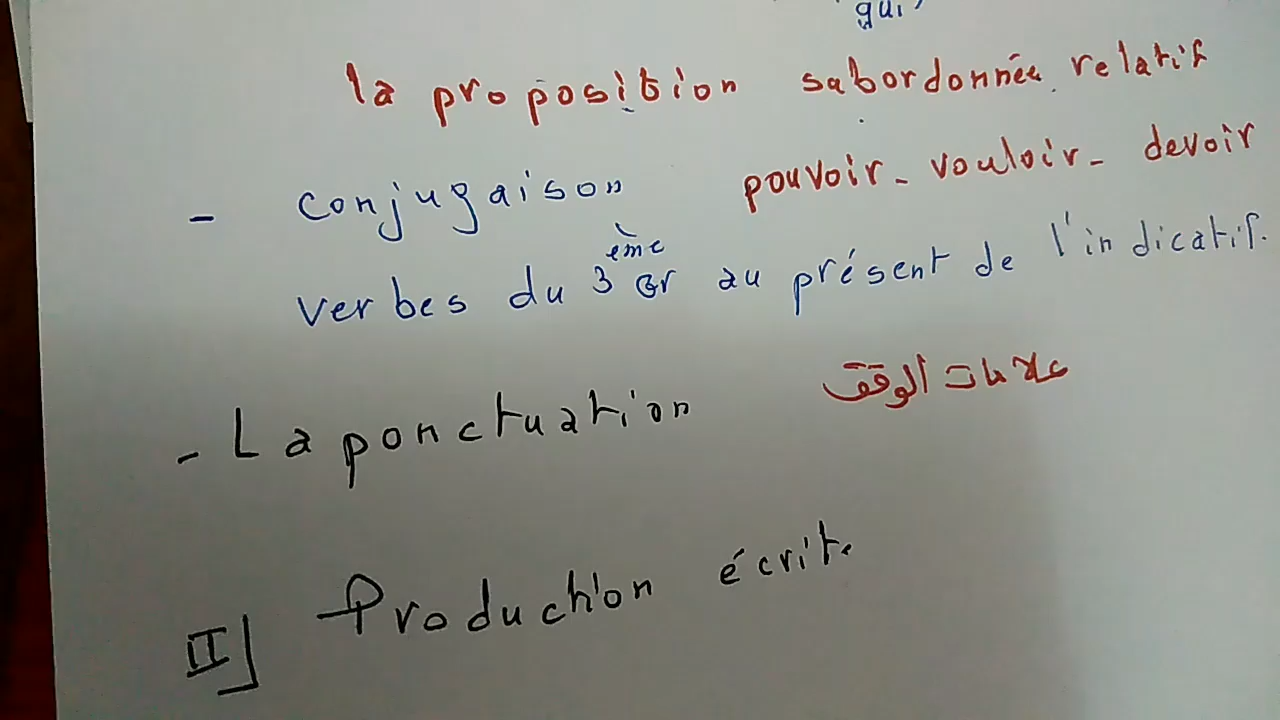 qui,
la proposition sabordonnée relatif
- conjugaison pouvoir - vouloir - devoir
verbes du 3ème Gr au présent de l'indicatif.
- La ponctuation علامات الوقف
II] Production écrite